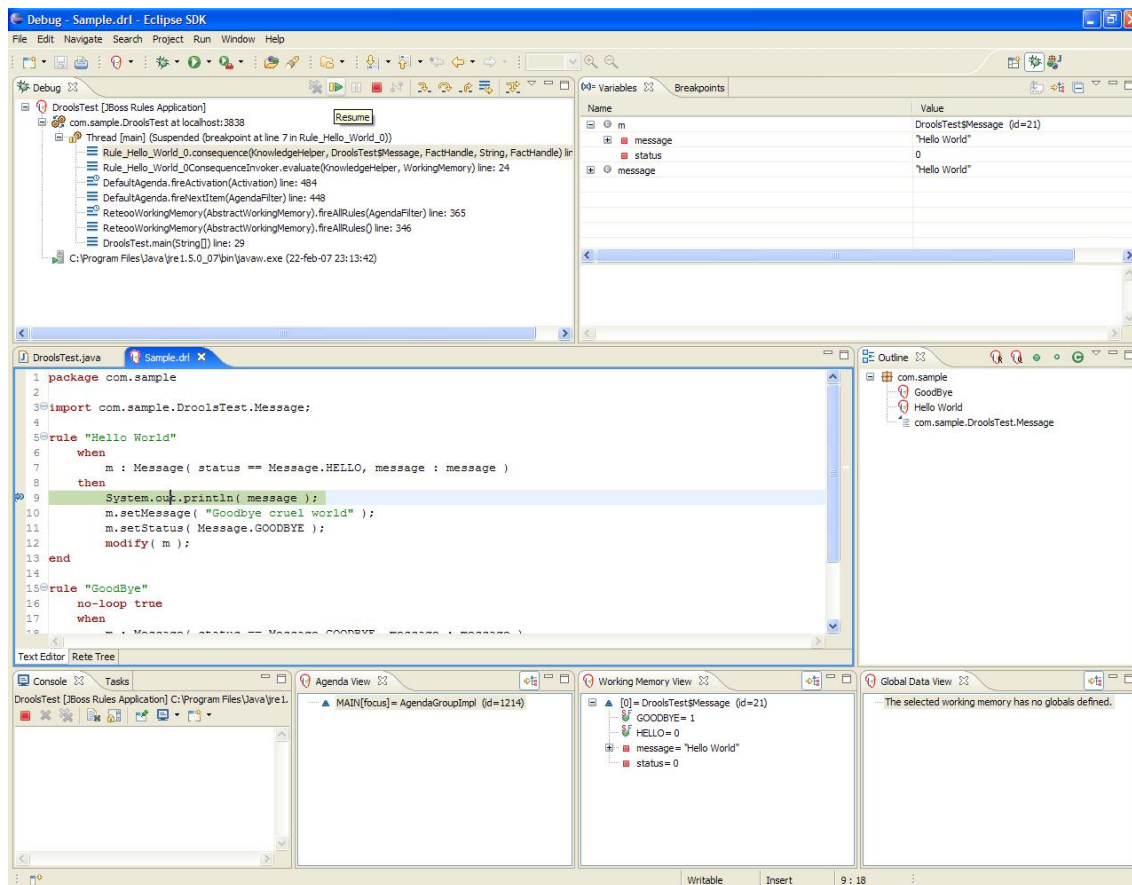 Debug - Sample.drl - Eclipse SDK
File Edit Navigate Search Project Run Window Help
Debug
Resume
DroolsTest [JBoss Rules Application]
com.sample.DroolsTest at localhost:3838
Thread [main] (Suspended (breakpoint at line 7 in Rule_Hello_World_0))
Rule_Hello_World_0.consequence(KnowledgeHelper, DroolsTest$Message, FactHandle, String, FactHandle) lin
Rule_Hello_World_0ConsequenceInvoker.evaluate(KnowledgeHelper, WorkingMemory) line: 24
DefaultAgenda.fireActivation(Activation) line: 484
DefaultAgenda.fireNextItem(AgendaFilter) line: 448
ReteooWorkingMemory(AbstractWorkingMemory).fireAllRules(AgendaFilter) line: 365
ReteooWorkingMemory(AbstractWorkingMemory).fireAllRules() line: 346
DroolsTest.main(String[]) line: 29
C:\Program Files\Java\jre1.5.0_07\bin\javaw.exe (22-feb-07 23:13:42)
(x)= Variables Breakpoints
Name Value
m DroolsTest$Message (id=21)
message "Hello World"
status 0
message "Hello World"
DroolsTest.java Sample.drl
1 package com.sample
2
3 import com.sample.DroolsTest.Message;
4
5 rule "Hello World"
6 when
7 m : Message( status == Message.HELLO, message : message )
8 then
9 System.out.println( message );
10 m.setMessage( "Goodbye cruel world" );
11 m.setStatus( Message.GOODBYE );
12 modify( m );
13 end
14
15 rule "GoodBye"
16 no-loop true
17 when
18 m : Message( status == Message.GOODBYE, message : message )
Text Editor Rete Tree
Outline
com.sample
GoodBye
Hello World
com.sample.DroolsTest.Message
Console Tasks
DroolsTest [JBoss Rules Application] C:\Program Files\Java\jre1.
Agenda View
MAIN[focus]= AgendaGroupImpl (id=1214)
Working Memory View
[0]= DroolsTest$Message (id=21)
GOODBYE= 1
HELLO= 0
message= "Hello World"
status= 0
Global Data View
The selected working memory has no globals defined.
Writable Insert 9 : 18